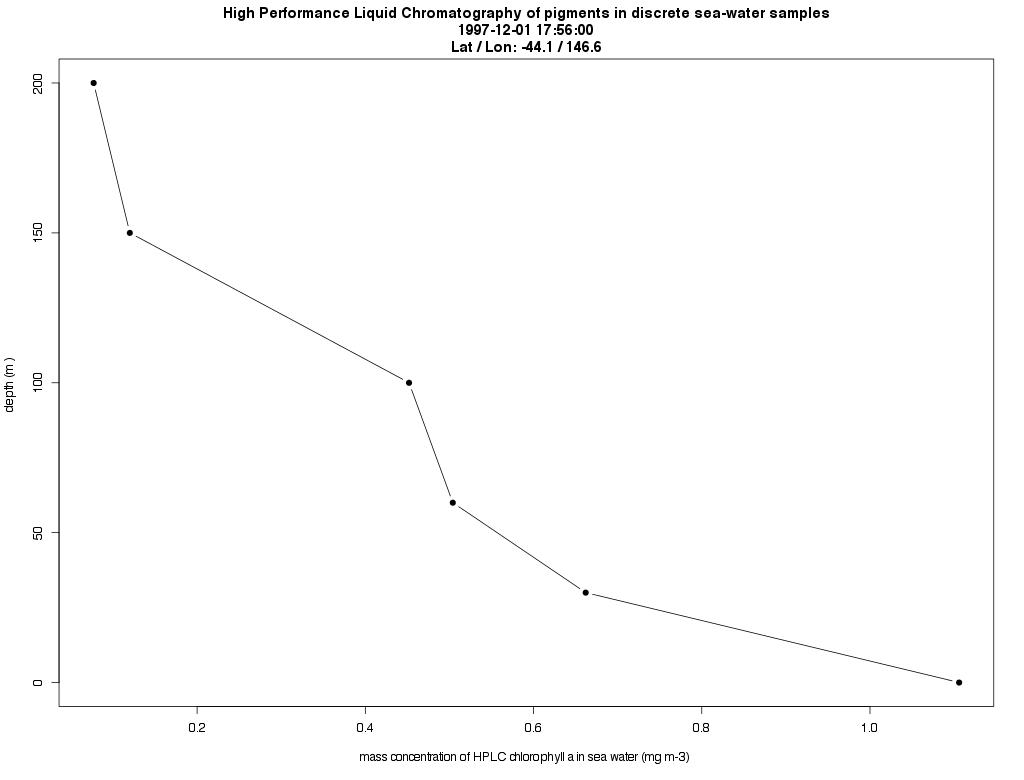 High Performance Liquid Chromatography of pigments in discrete sea-water samples
1997-12-01 17:56:00
Lat / Lon: -44.1 / 146.6
200
150
100
50
0
depth (m )
0.2 0.4 0.6 0.8 1.0
mass concentration of HPLC chlorophyll a in sea water (mg m-3)